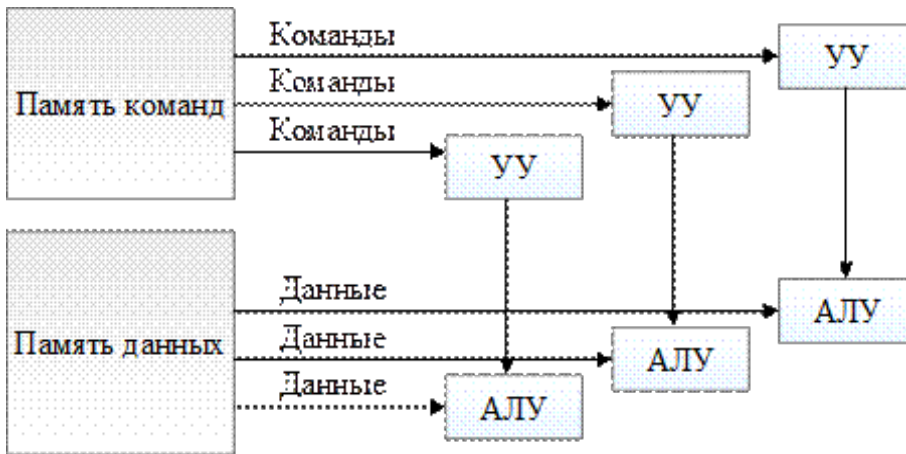 Команды
УУ
Команды
УУ
Память команд
Команды
УУ
Данные
АЛУ
Данные
Память данных
АЛУ
Данные
АЛУ